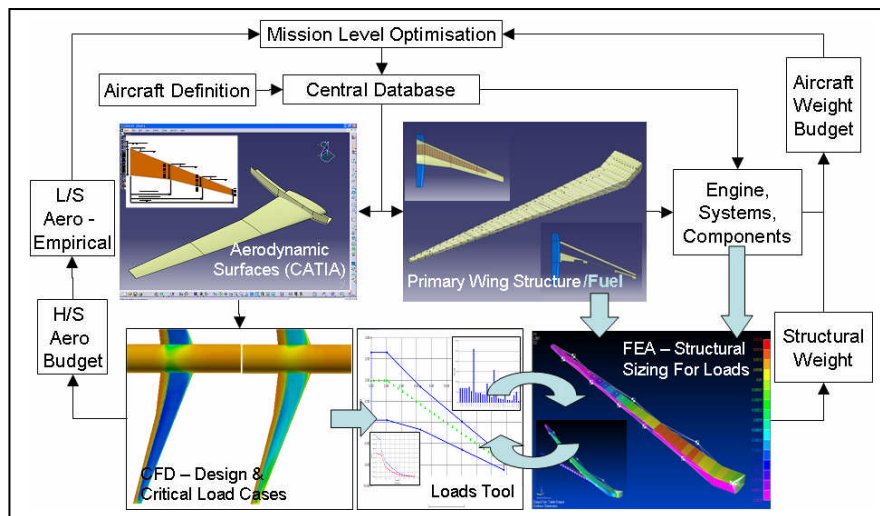 Mission Level Optimisation
Aircraft Definition
Central Database
Aircraft
Weight
Budget
L/S
Aero -
Empirical
Aerodynamic
Surfaces (CATIA)
Primary Wing Structure/Fuel
Engine,
Systems,
Components
H/S
Aero
Budget
CFD – Design &
Critical Load Cases
Loads Tool
FEA – Structural
Sizing For Loads
Structural
Weight